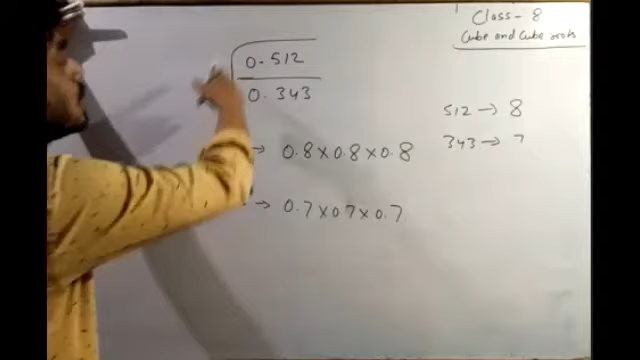 Class- 8
Cube and Cube roots
0.512
0.343
512 → 8
343 → 7
→ 0.8 × 0.8 × 0.8
→ 0.7 × 0.7 × 0.7